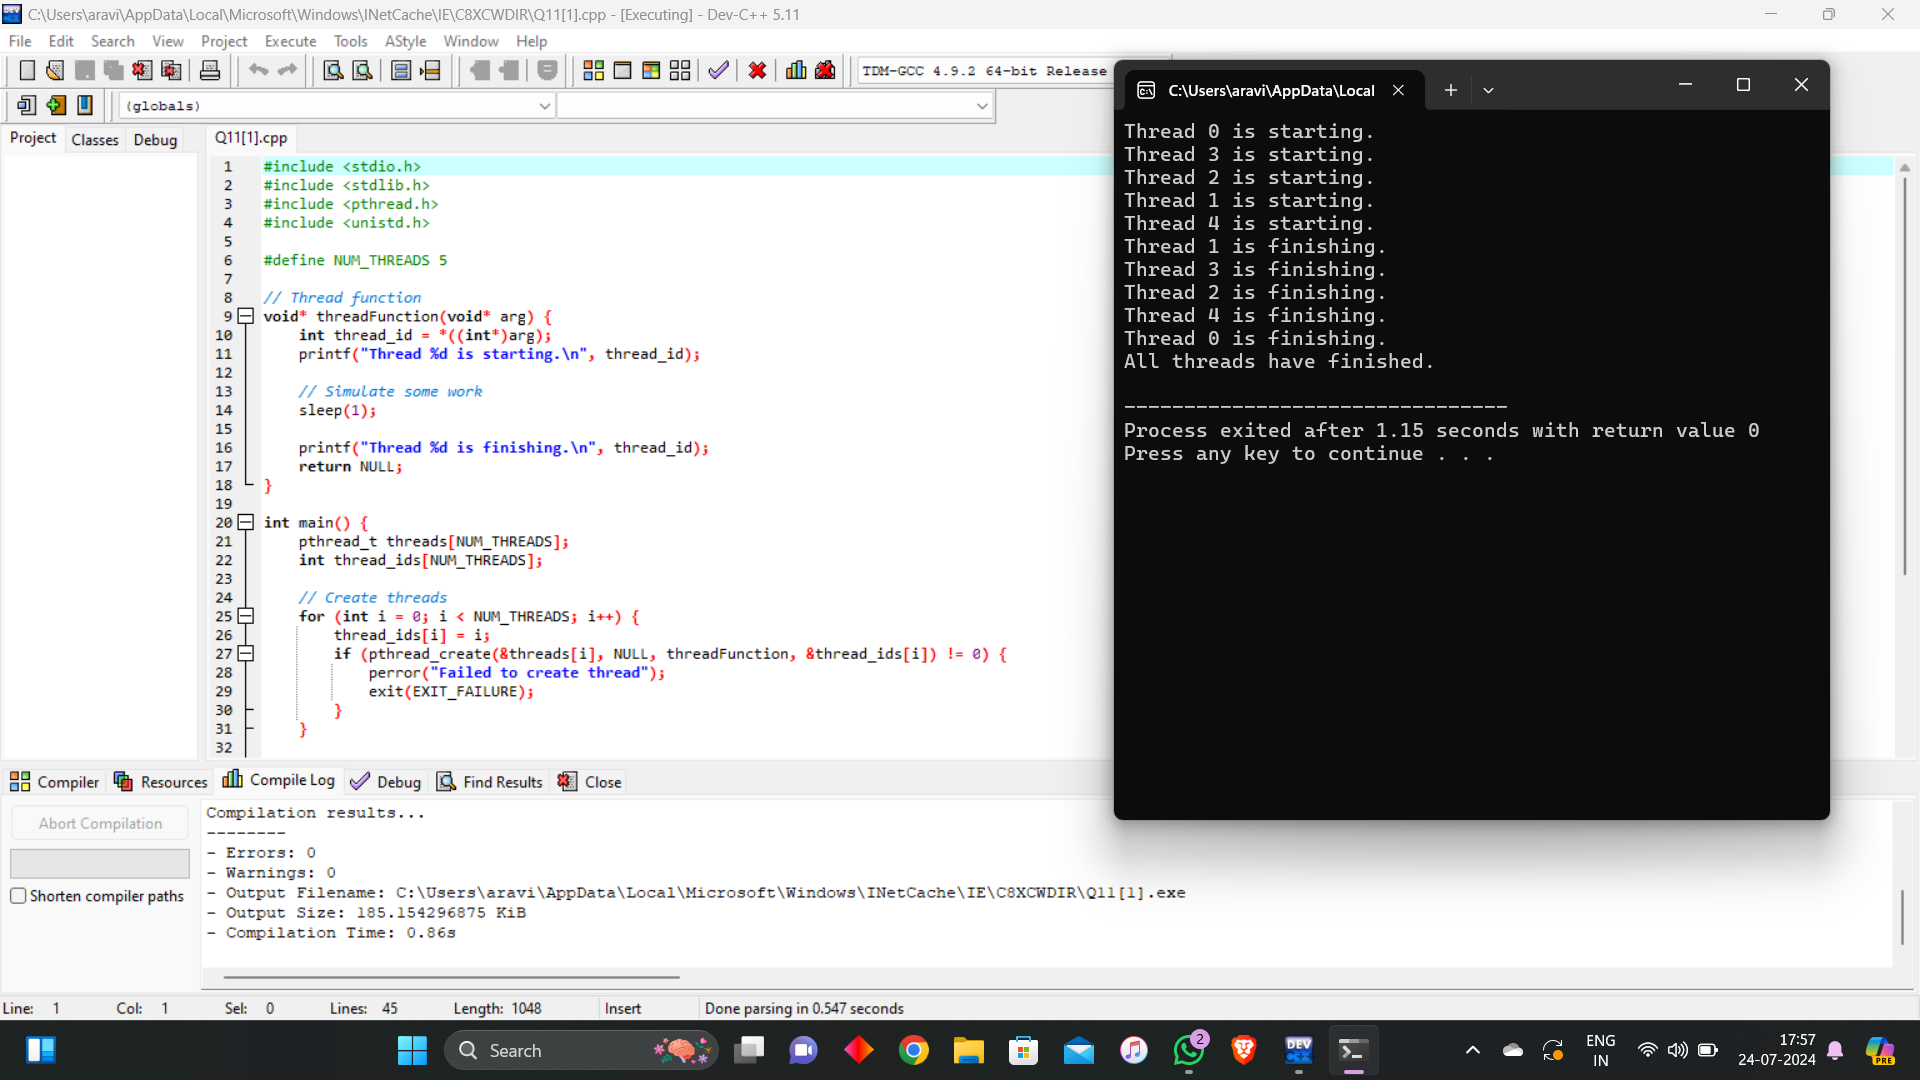 C:\Users\aravi\AppData\Local\Microsoft\Windows\INetCache\IE\C8XCWDIR\Q11[1].cpp - [Executing] - Dev-C++ 5.11
File Edit Search View Project Execute Tools AStyle Window Help
TDM-GCC 4.9.2 64-bit Release
(globals)
Project Classes Debug
Q11[1].cpp
1 #include <stdio.h>
2 #include <stdlib.h>
3 #include <pthread.h>
4 #include <unistd.h>
5
6 #define NUM_THREADS 5
7
8 // Thread function
9 void* threadFunction(void* arg) {
10 int thread_id = *((int*)arg);
11 printf("Thread %d is starting.\n", thread_id);
12
13 // Simulate some work
14 sleep(1);
15
16 printf("Thread %d is finishing.\n", thread_id);
17 return NULL;
18 }
19
20 int main() {
21 pthread_t threads[NUM_THREADS];
22 int thread_ids[NUM_THREADS];
23
24 // Create threads
25 for (int i = 0; i < NUM_THREADS; i++) {
26 thread_ids[i] = i;
27 if (pthread_create(&threads[i], NULL, threadFunction, &thread_ids[i]) != 0) {
28 perror("Failed to create thread");
29 exit(EXIT_FAILURE);
30 }
31 }
32
C:\Users\aravi\AppData\Local
Thread 0 is starting.
Thread 3 is starting.
Thread 2 is starting.
Thread 1 is starting.
Thread 4 is starting.
Thread 1 is finishing.
Thread 3 is finishing.
Thread 2 is finishing.
Thread 4 is finishing.
Thread 0 is finishing.
All threads have finished.
--------------------------------
Process exited after 1.15 seconds with return value 0
Press any key to continue . . .
Compiler Resources Compile Log Debug Find Results Close
Abort Compilation
Shorten compiler paths
Compilation results...
--------
- Errors: 0
- Warnings: 0
- Output Filename: C:\Users\aravi\AppData\Local\Microsoft\Windows\INetCache\IE\C8XCWDIR\Q11[1].exe
- Output Size: 185.154296875 KiB
- Compilation Time: 0.86s
Line: 1 Col: 1 Sel: 0 Lines: 45 Length: 1048 Insert Done parsing in 0.547 seconds
Search
2
DEV
C++
ENG
IN
17:57
24-07-2024
PRE